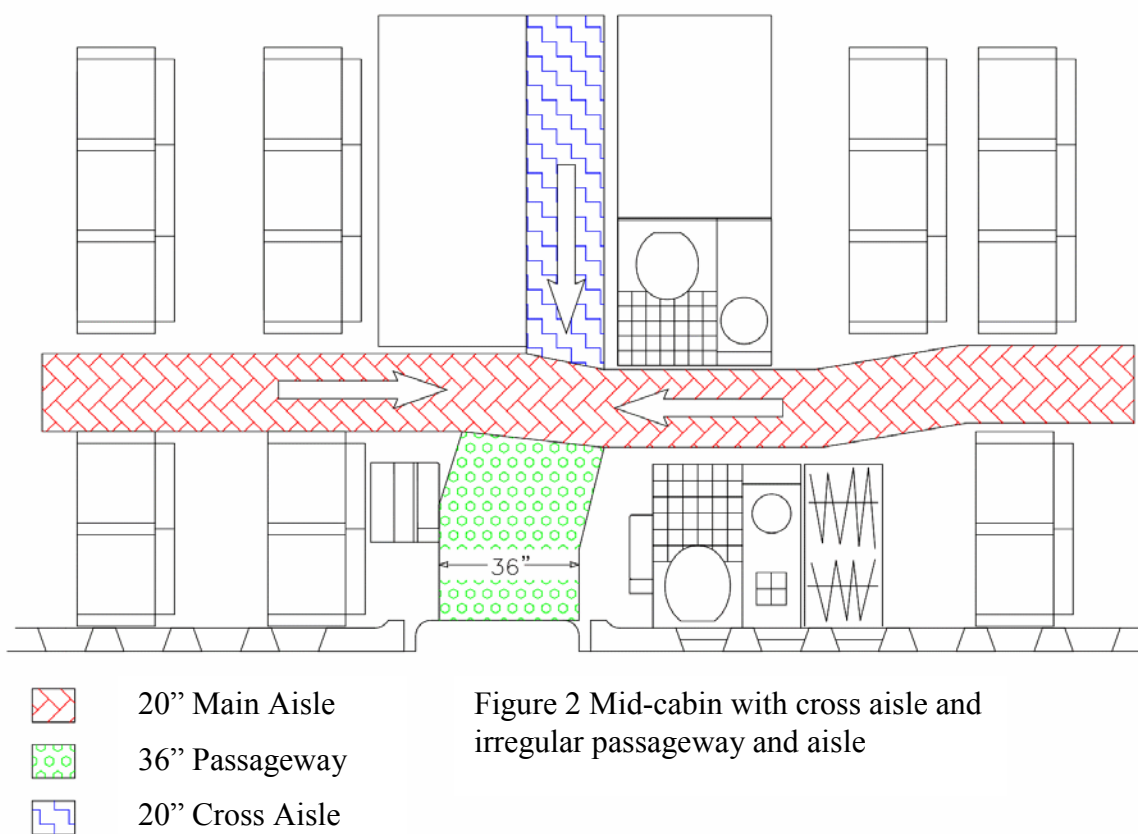 36”
20” Main Aisle
36” Passageway
20” Cross Aisle
Figure 2 Mid-cabin with cross aisle and
irregular passageway and aisle